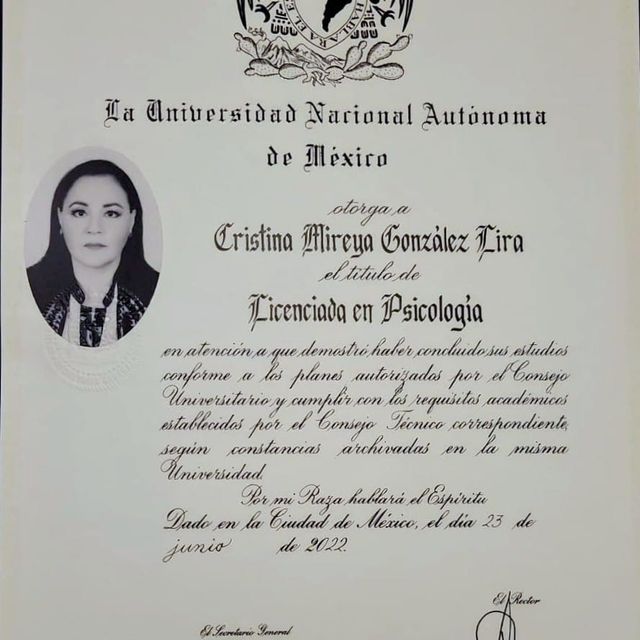 HABLARA EL
La Universidad Nacional Autónoma
de México
otorga a
Cristina Mireya González Lira
el título de
Licenciada en Psicología
en atención a que demostró haber concluido sus estudios
conforme a los planes autorizados por el Consejo
Universitario y cumplir con los requisitos académicos
establecidos por el Consejo Técnico correspondiente,
según constancias archivadas en la misma
Universidad.
Por mi Raza hablará el Espíritu
Dado en la Ciudad de México, el día 23 de
junio de 2022.
El Rector
El Secretario General